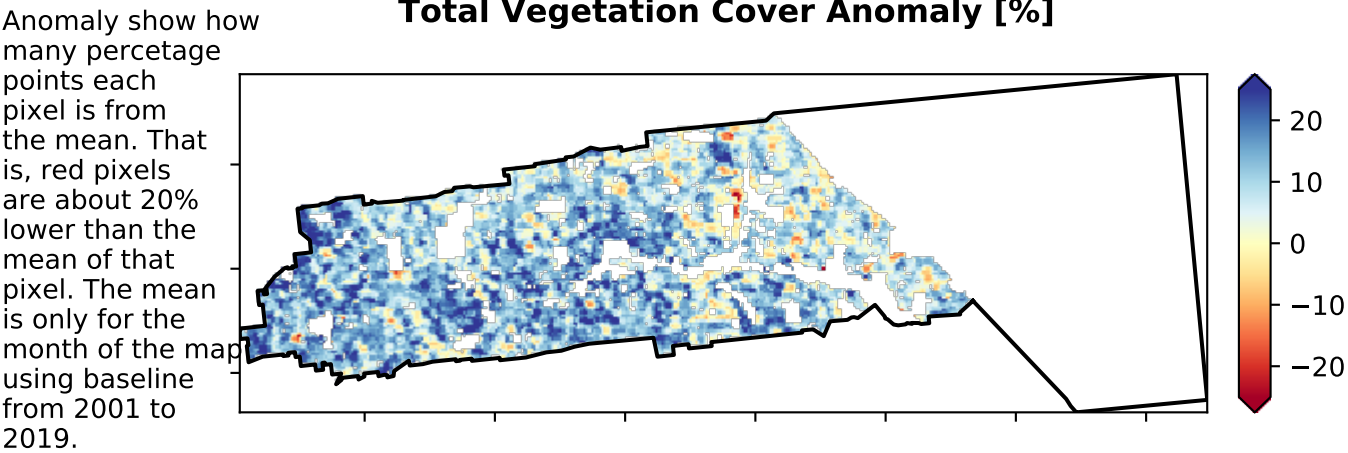 Total Vegetation Cover Anomaly [%]
Anomaly show how
many percetage
points each
pixel is from
the mean. That
is, red pixels
are about 20%
lower than the
mean of that
pixel. The mean
is only for the
month of the map
using baseline
from 2001 to
2019.
20
10
0
−10
−20